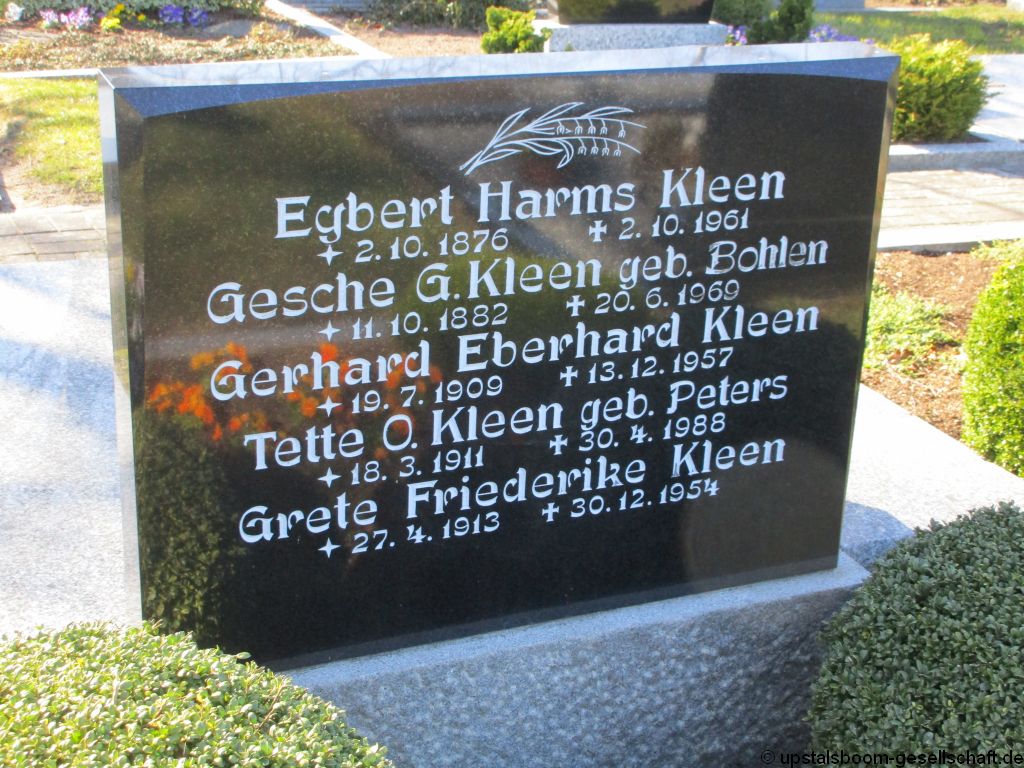 Egbert Harms Kleen
✦ 2.10.1876 ✚ 2.10.1961
Gesche G. Kleen geb. Bohlen
✦ 11.10.1882 ✚ 20.6.1969
Gerhard Eberhard Kleen
✦ 19.7.1909 ✚ 13.12.1957
Tette O. Kleen geb. Peters
✦ 18.3.1911 ✚ 30.4.1988
Grete Friederike Kleen
✦ 27.4.1913 ✚ 30.12.1954
© upstalsboom-gesellschaft.de